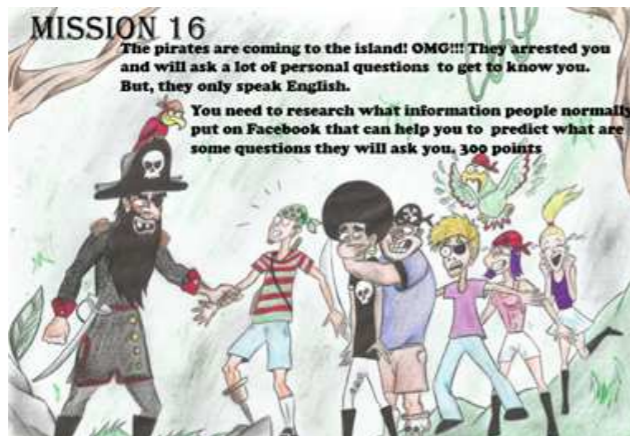 MISSION 16
The pirates are coming to the island! OMG!!! They arrested you
and will ask a lot of personal questions to get to know you.
But, they only speak English.
You need to research what information people normally
put on Facebook that can help you to predict what are
some questions they will ask you. 300 points